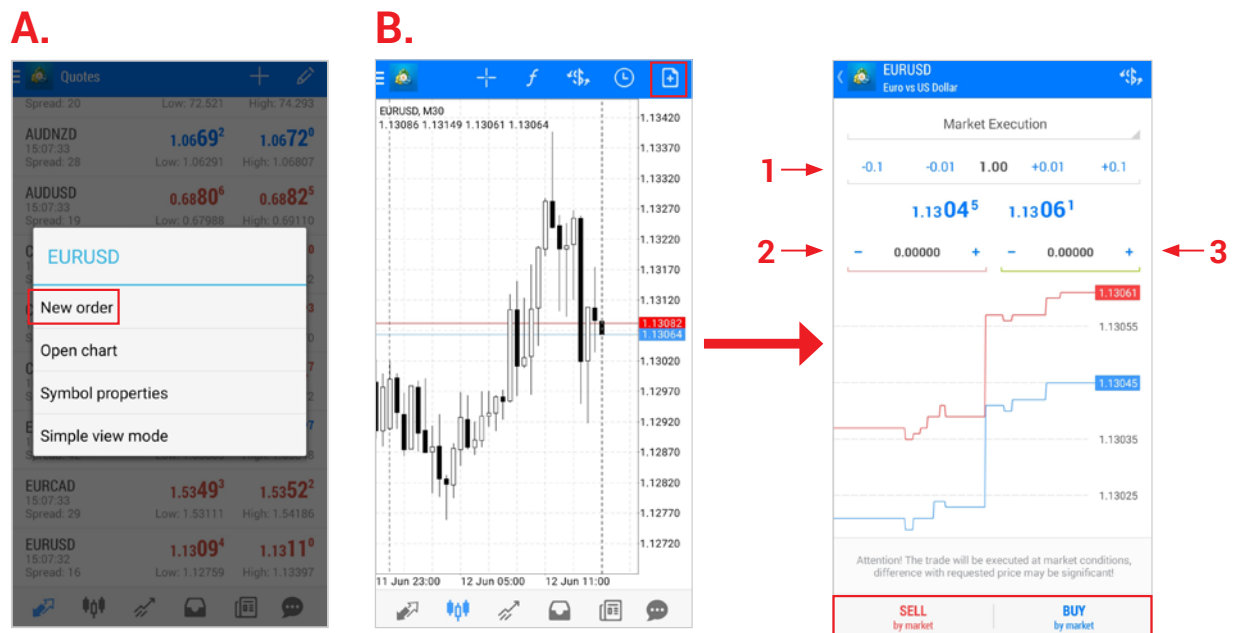 A.
B.
Quotes
Spread: 20 Low: 72.521 High: 74.293
AUDNZD
15:07:33
Spread: 28
1.0669² 1.0672⁰
Low: 1.06291 High: 1.06807
AUDUSD
15:07:33
Spread: 19
0.6880⁶ 0.6882⁵
Low: 0.67988 High: 0.69110
EURUSD
New order
Open chart
Symbol properties
Simple view mode
EURCAD
15:07:33
Spread: 29
1.5349³ 1.5352²
Low: 1.53111 High: 1.54186
EURUSD
15:07:32
Spread: 16
1.1309⁴ 1.1311⁰
Low: 1.12759 High: 1.13397
EURUSD, M30
1.13086 1.13149 1.13061 1.13064
1.13420
1.13370
1.13320
1.13270
1.13220
1.13170
1.13120
1.13082
1.13064
1.13020
1.12970
1.12920
1.12870
1.12820
1.12770
1.12720
11 Jun 23:00 12 Jun 05:00 12 Jun 11:00
EURUSD
Euro vs US Dollar
Market Execution
1
-0.1 -0.01 1.00 +0.01 +0.1
1.1304⁵ 1.1306¹
2
− 0.00000 + − 0.00000 +
3
1.13061
1.13055
1.13045
1.13035
1.13025
Attention! The trade will be executed at market conditions,
difference with requested price may be significant!
SELL
by market
BUY
by market